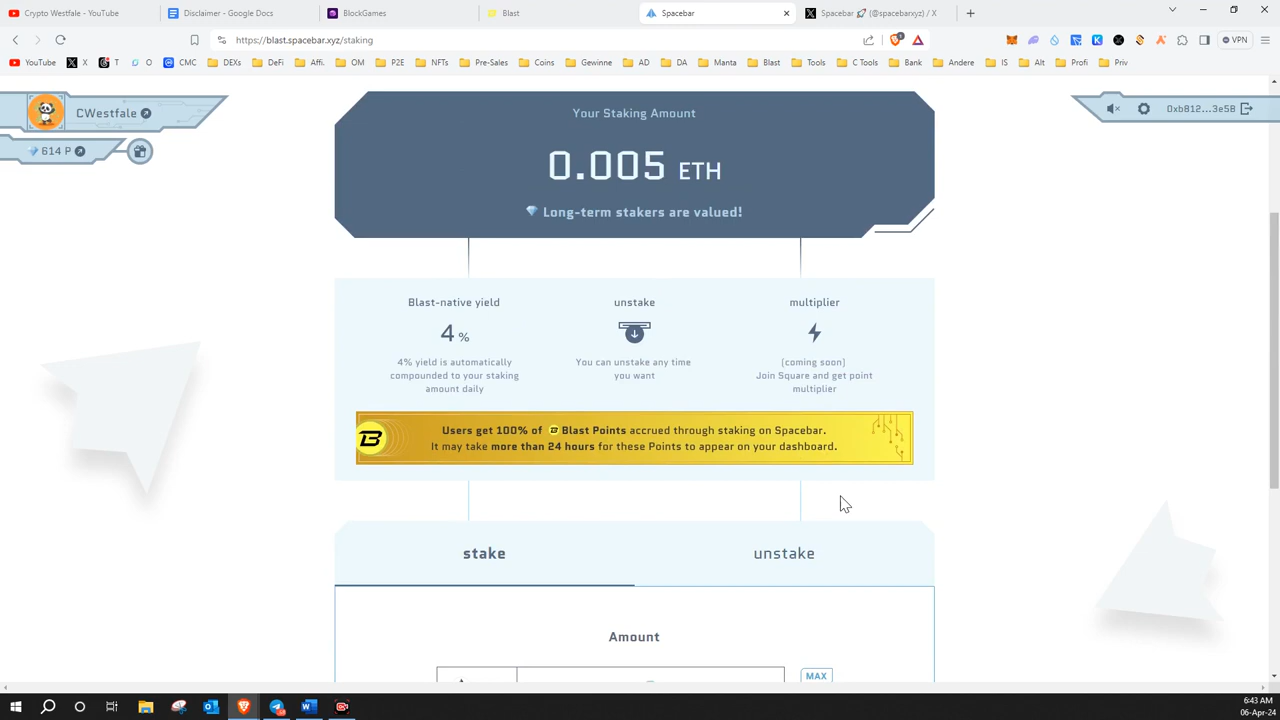 Crypto Westfale - YouTube
Disclaimer - Google Docs
BlockGames
Blast
Spacebar
Spacebar 🚀 (@spacebarxyz) / X
https://blast.spacebar.xyz/staking
1
VPN
YouTube
X
T
O
CMC
DEXs
DeFi
Affi.
OM
P2E
NFTs
Pre-Sales
Coins
Gewinne
AD
DA
Manta
Blast
Tools
C Tools
Bank
Andere
IS
Alt
Profi
Priv
CWestfale
614 P
0xb812...3e5B
Your Staking Amount
0.005 ETH
💎 Long-term stakers are valued!
Blast-native yield
4 %
4% yield is automatically
compounded to your staking
amount daily
unstake
You can unstake any time
you want
multiplier
(coming soon)
Join Square and get point
multiplier
Users get 100% of Blast Points accrued through staking on Spacebar.
It may take more than 24 hours for these Points to appear on your dashboard.
stake
unstake
Amount
MAX
6:43 AM
06-Apr-24